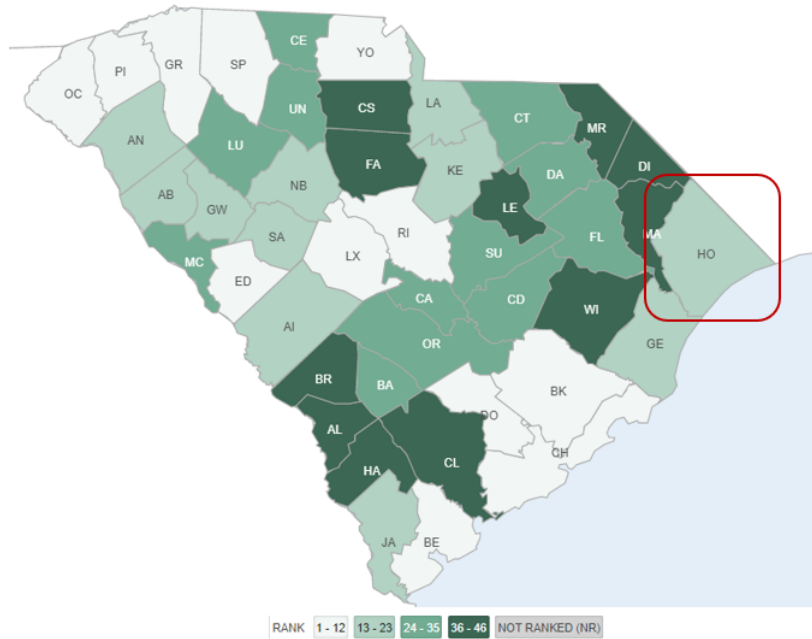 CE
YO
GR
SP
PI
OC
UN
CS
LA
CT
MR
AN
LU
DI
FA
KE
DA
NB
AB
LE
GW
MA
RI
SA
FL
HO
SU
LX
MC
ED
CA
CD
WI
AI
OR
GE
BR
BA
BK
DO
AL
CH
CL
HA
JA
BE
RANK 1 - 12 13 - 23 24 - 35 36 - 46 NOT RANKED (NR)